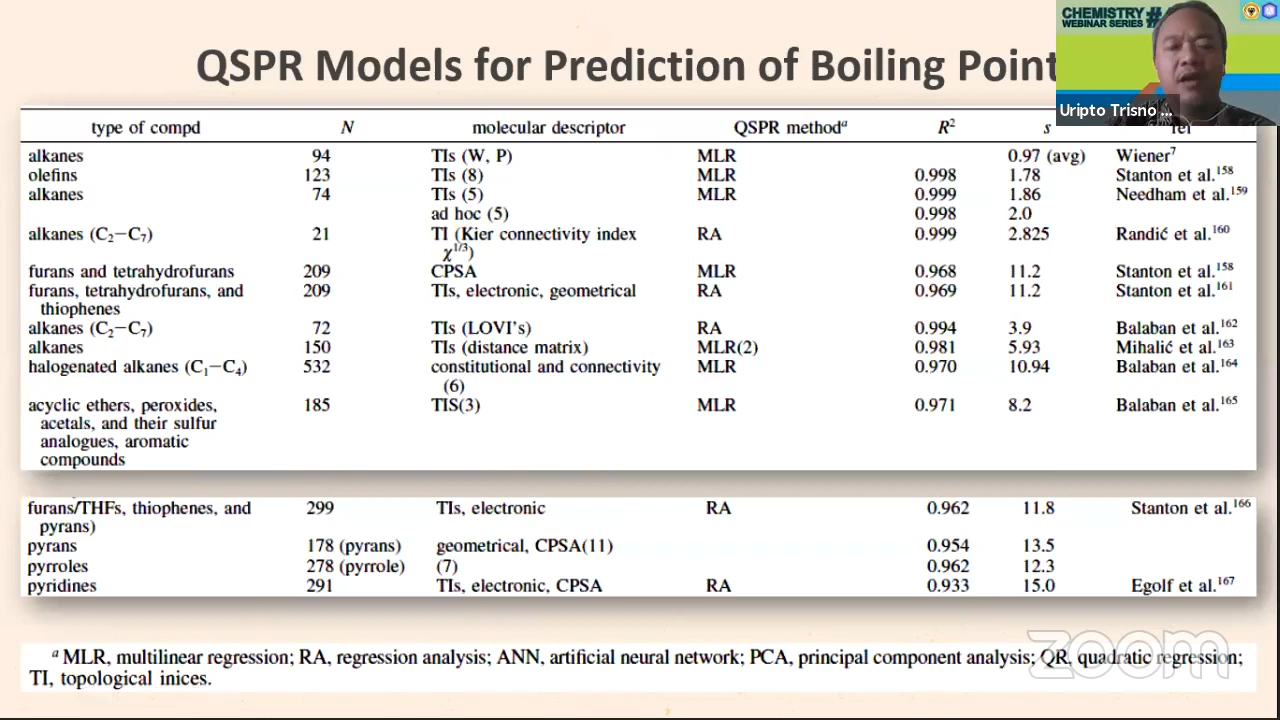 QSPR Models for Prediction of Boiling Point
CHEMISTRY #
WEBINAR SERIES
Uripto Trisno ...
type of compd N molecular descriptor QSPR methodᵃ R² s ref
alkanes 94 TIs (W, P) MLR 0.97 (avg) Wiener⁷
olefins 123 TIs (8) MLR 0.998 1.78 Stanton et al.¹⁵⁸
alkanes 74 TIs (5) MLR 0.999 1.86 Needham et al.¹⁵⁹
ad hoc (5) 0.998 2.0
alkanes (C₂−C₇) 21 TI (Kier connectivity index RA 0.999 2.825 Randić et al.¹⁶⁰
χ¹ᐟ³)
furans and tetrahydrofurans 209 CPSA MLR 0.968 11.2 Stanton et al.¹⁵⁸
furans, tetrahydrofurans, and 209 TIs, electronic, geometrical RA 0.969 11.2 Stanton et al.¹⁶¹
thiophenes
alkanes (C₂−C₇) 72 TIs (LOVI's) RA 0.994 3.9 Balaban et al.¹⁶²
alkanes 150 TIs (distance matrix) MLR(2) 0.981 5.93 Mihalić et al.¹⁶³
halogenated alkanes (C₁−C₄) 532 constitutional and connectivity MLR 0.970 10.94 Balaban et al.¹⁶⁴
(6)
acyclic ethers, peroxides, 185 TIS(3) MLR 0.971 8.2 Balaban et al.¹⁶⁵
acetals, and their sulfur
analogues, aromatic
compounds
furans/THFs, thiophenes, and 299 TIs, electronic RA 0.962 11.8 Stanton et al.¹⁶⁶
pyrans)
pyrans 178 (pyrans) geometrical, CPSA(11) 0.954 13.5
pyrroles 278 (pyrrole) (7) 0.962 12.3
pyridines 291 TIs, electronic, CPSA RA 0.933 15.0 Egolf et al.¹⁶⁷
ᵃ MLR, multilinear regression; RA, regression analysis; ANN, artificial neural network; PCA, principal component analysis; QR, quadratic regression;
TI, topological inices.
zoom